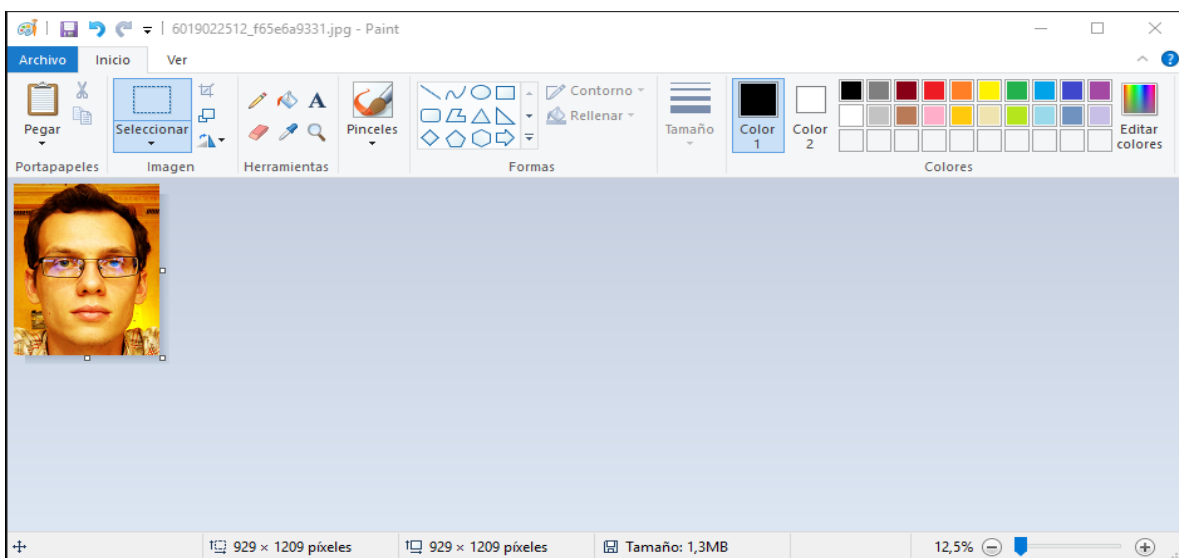 6019022512_f65e6a9331.jpg - Paint
Archivo Inicio Ver
Pegar
Seleccionar
A
Pinceles
Contorno
Rellenar
Tamaño
Color 1
Color 2
Editar colores
Portapapeles Imagen Herramientas Formas Colores
929 × 1209 píxeles 929 × 1209 píxeles Tamaño: 1,3MB 12,5%